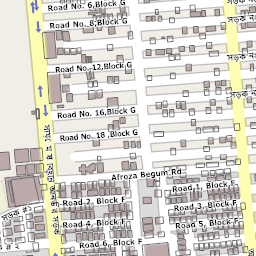 Road No. 6,Block G
Road No. 8,Block G
Road No. 12,Block G
Road No. 16,Block G
Road No. 18 ,Block G
Afroza Begum Rd
Road 1, Block F
Road 2, Block F
Road 3, Block F
Road 4, Block F
Road 5, Block F
Road 6, Block F